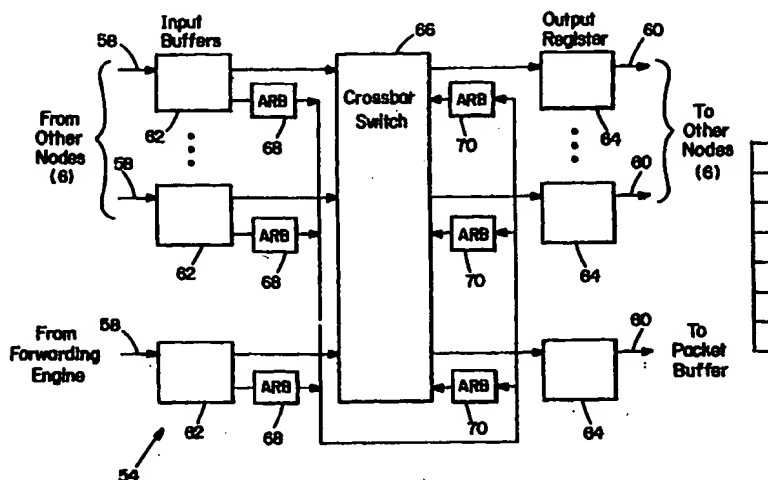 Input
Buffers
66
Output
Register
58
60
From
Other
Nodes
(6)
ARB
62
68
Crossbar
Switch
ARB
70
64
To
Other
Nodes
(6)
58
60
ARB
62
68
ARB
70
64
From
Forwarding
Engine
58
60
To
Packet
Buffer
ARB
62
68
ARB
70
64
54